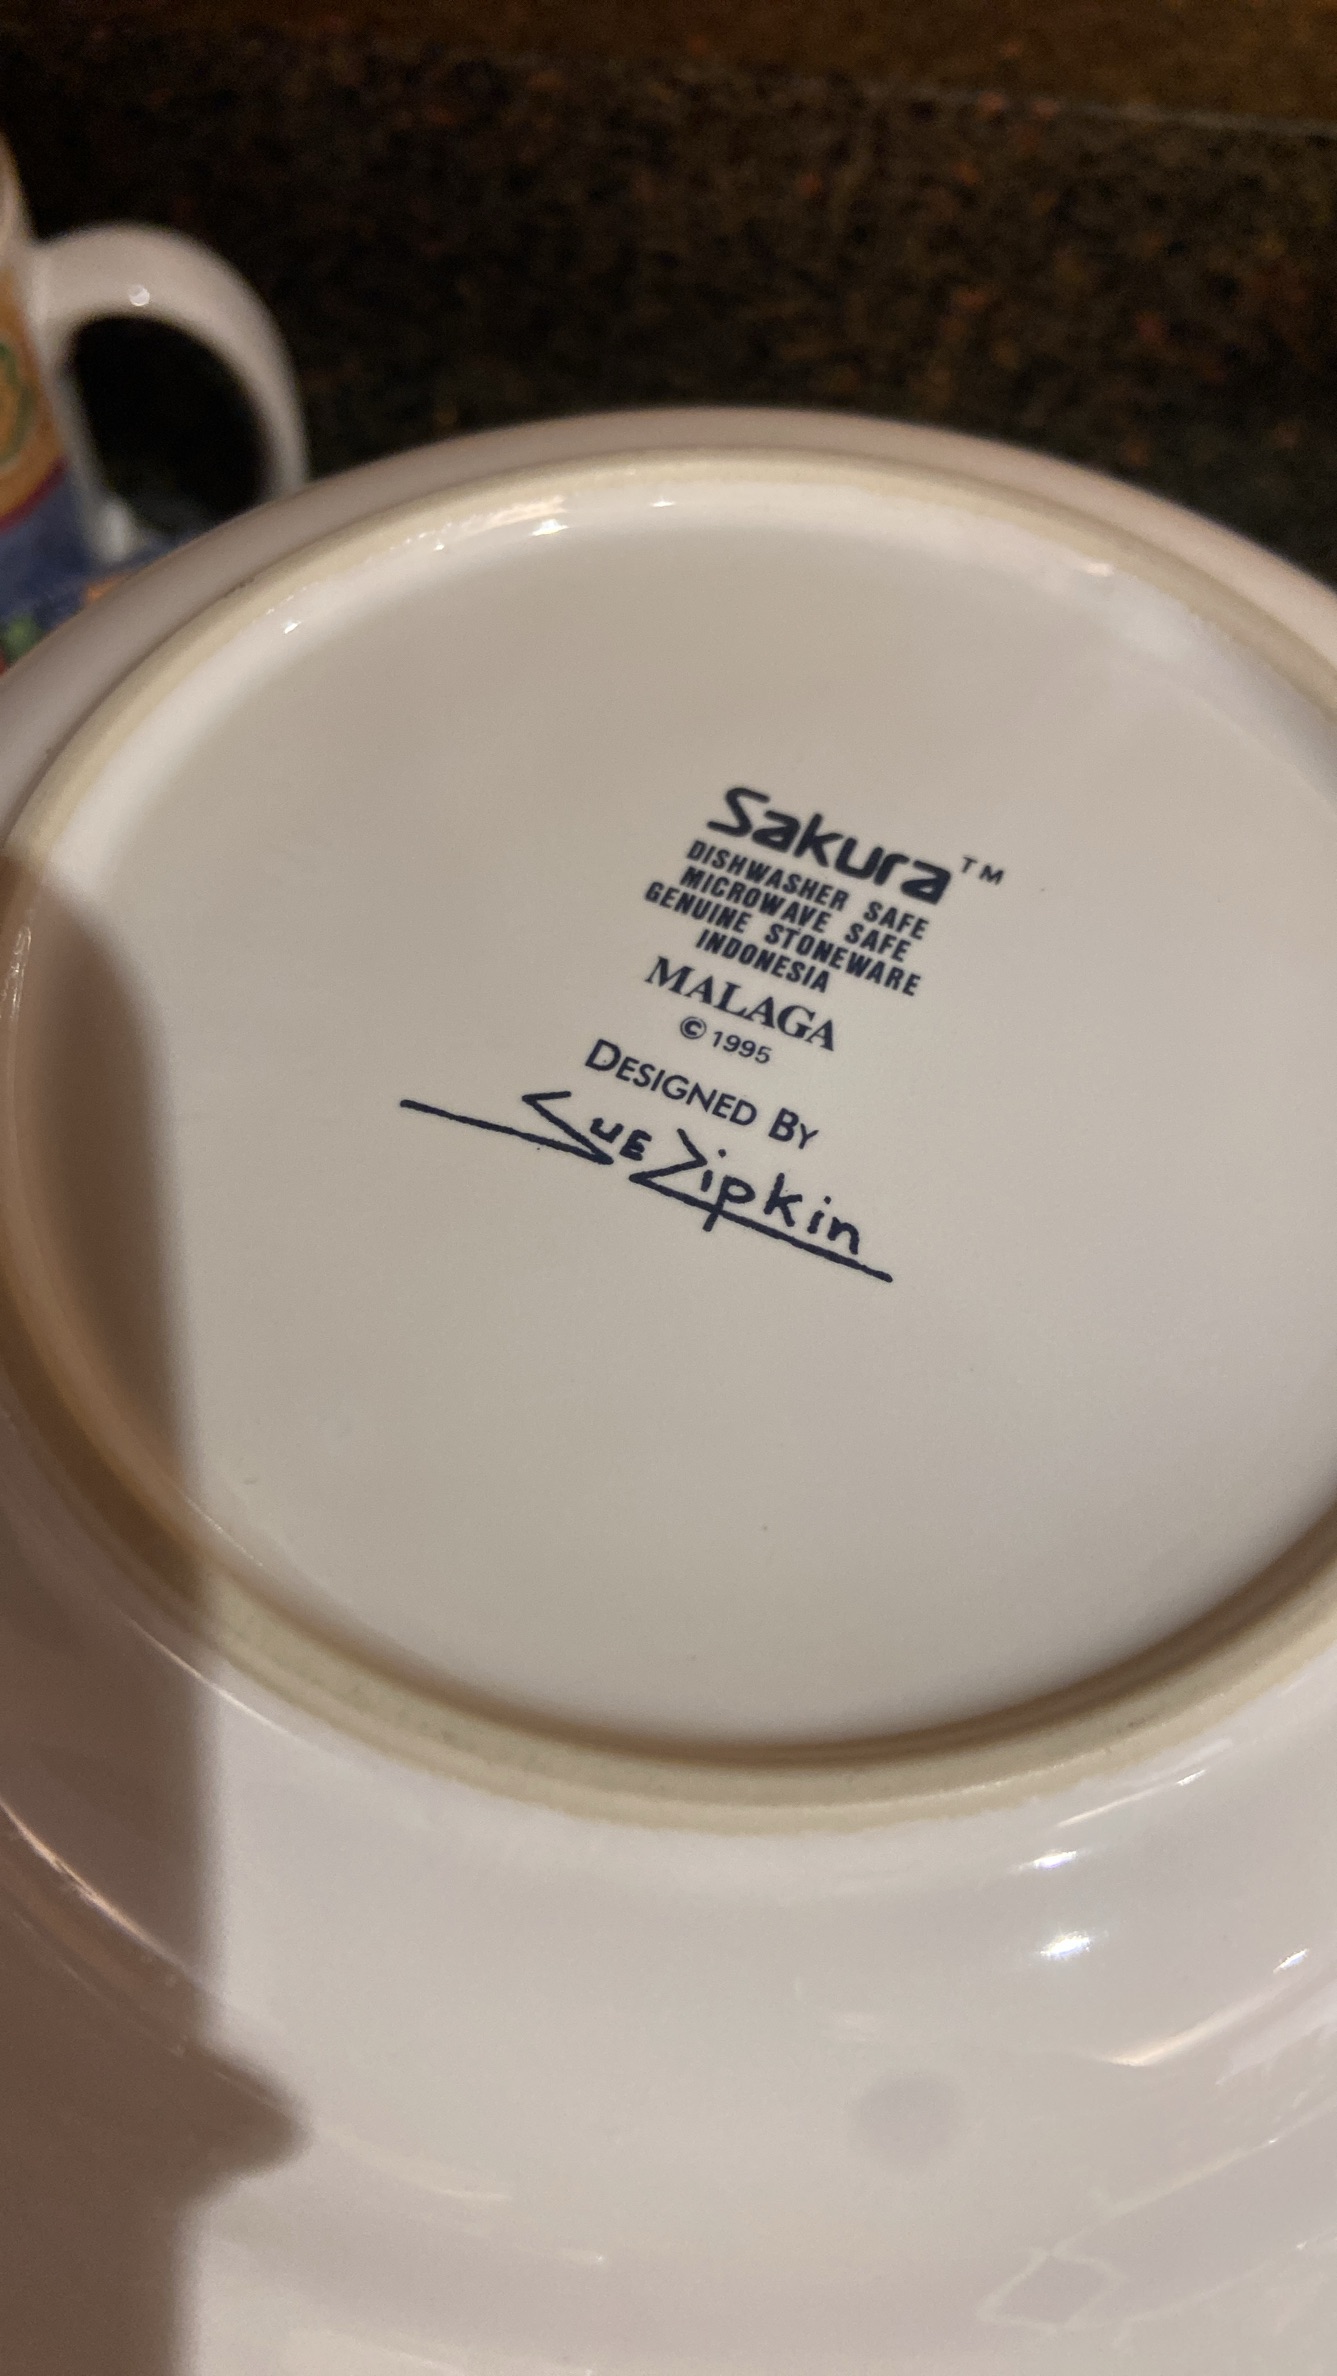 Sakura™
DISHWASHER SAFE
MICROWAVE SAFE
GENUINE STONEWARE
INDONESIA
MALAGA
© 1995
DESIGNED BY
SUE Zipkin